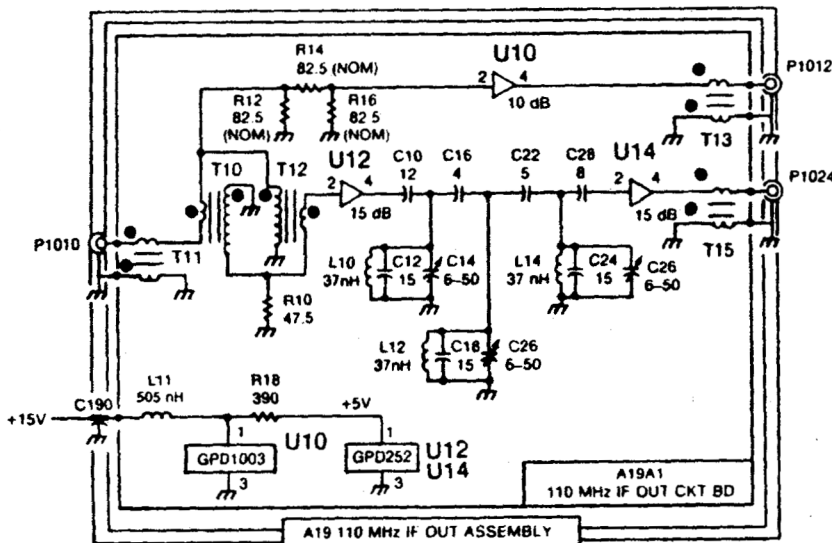 R14
82.5 (NOM)
U10
2
4
10 dB
P1012
T13
R12
82.5
(NOM)
R16
82.5
(NOM)
T10
T12
U12
2
4
15 dB
C10
12
C16
4
C22
5
C28
8
U14
2
4
15 dB
P1024
T15
P1010
T11
R10
47.5
L10
37nH
C12
15
C14
6–50
L14
37 nH
C24
15
C26
6–50
L12
37nH
C18
15
C26
6–50
+15V
C190
L11
505 nH
R18
390
+5V
1
U10
GPD1003
3
1
GPD252
3
U12
U14
A19A1
110 MHz IF OUT CKT BD
A19 110 MHz IF OUT ASSEMBLY